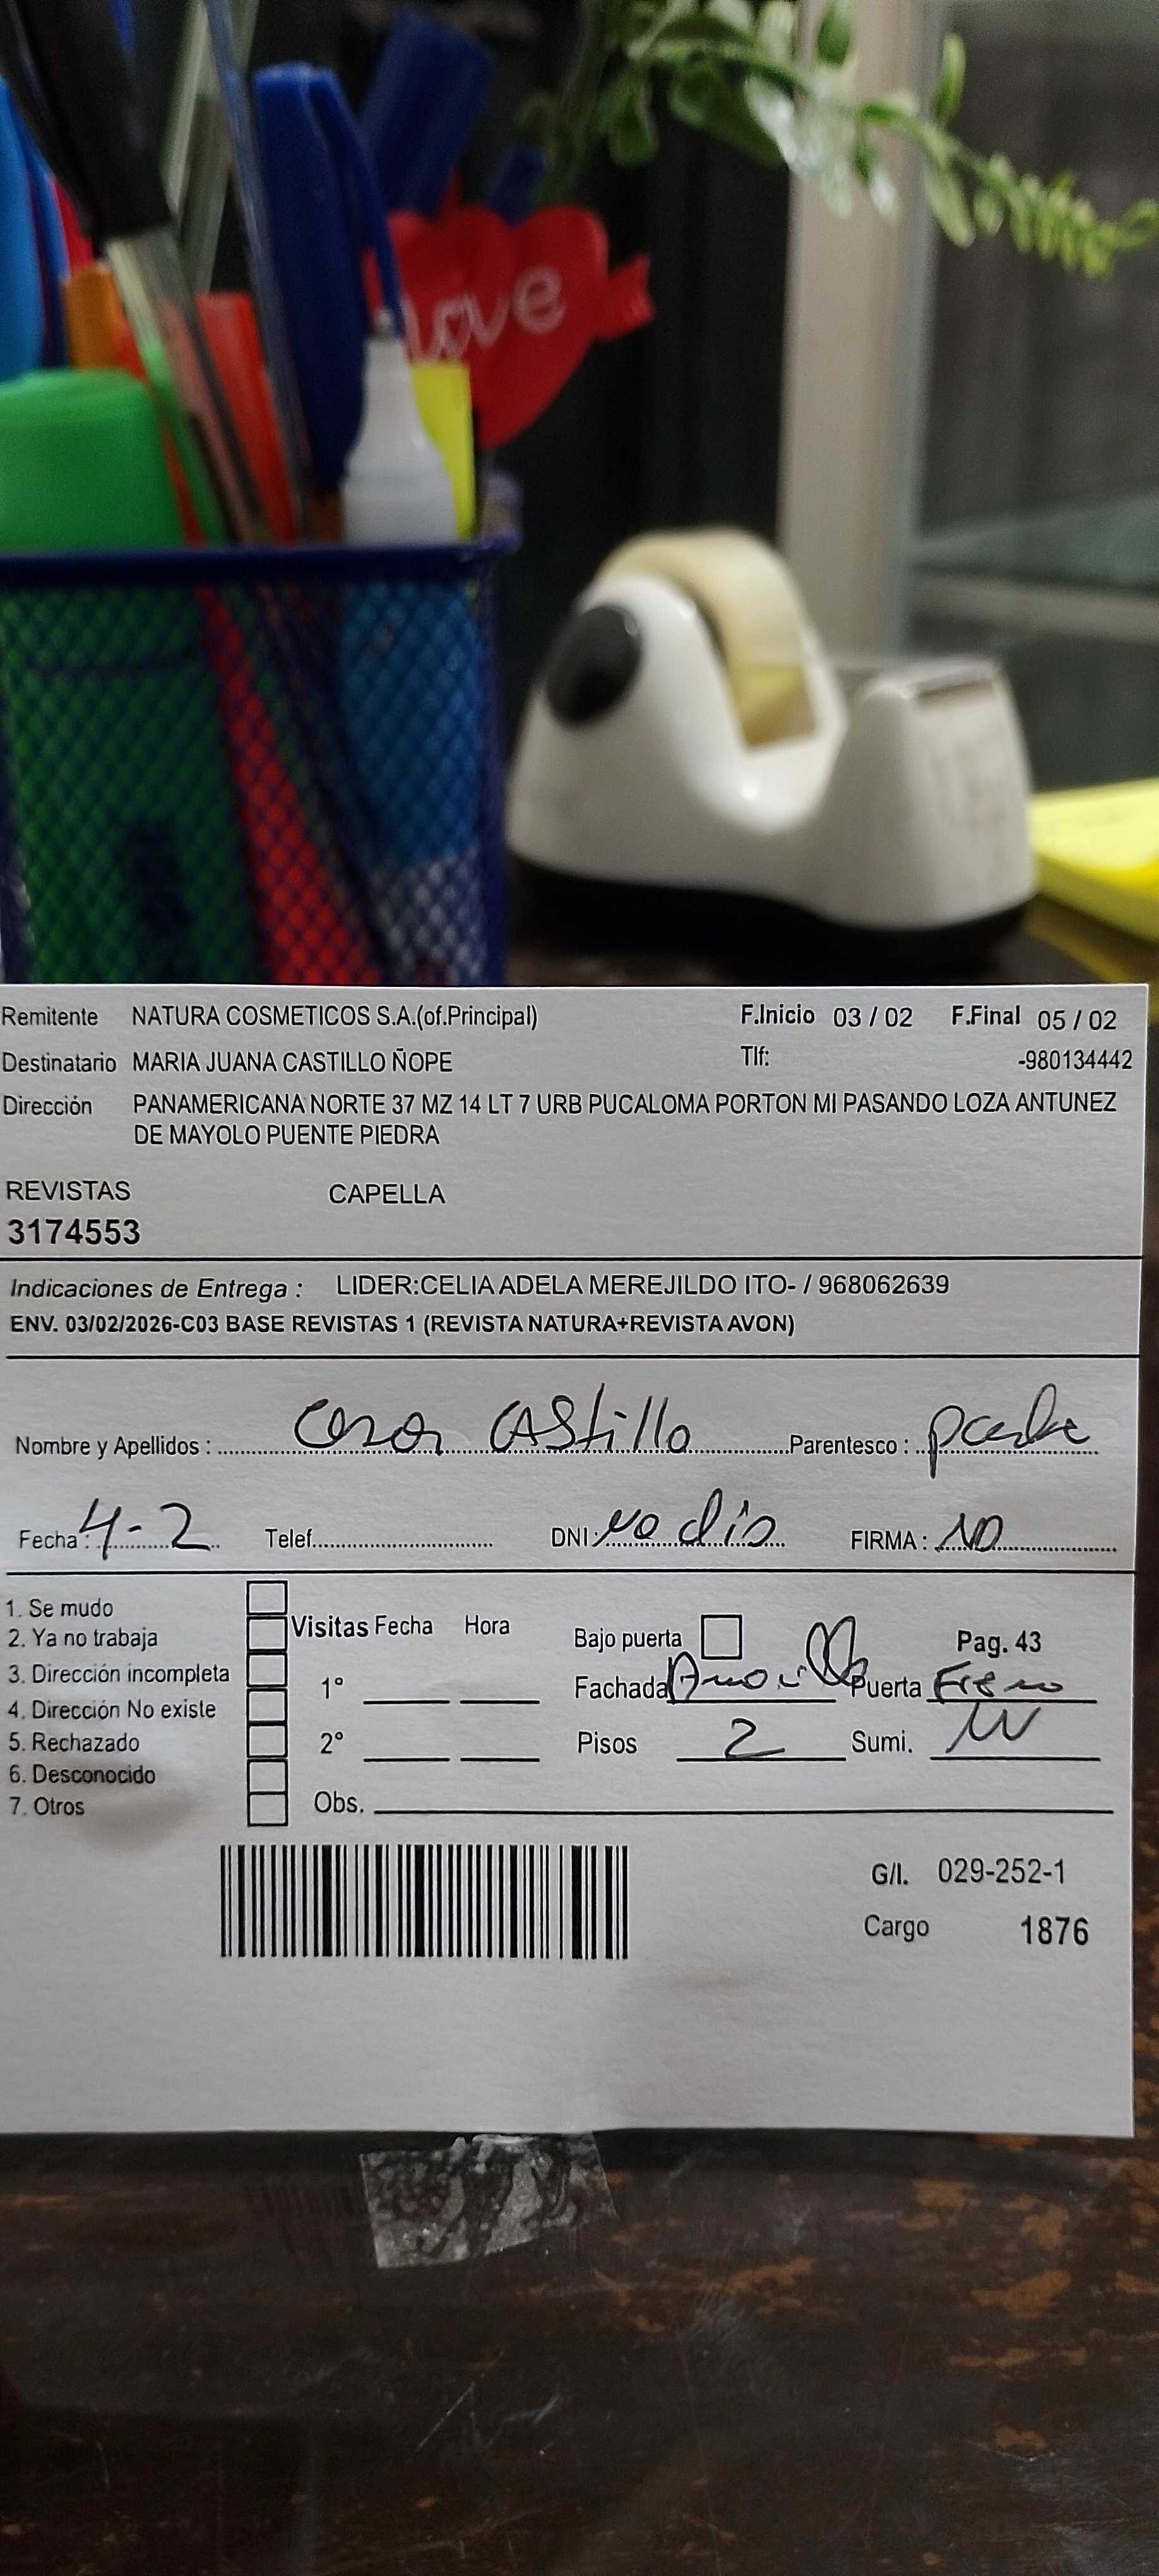 love
Remitente NATURA COSMETICOS S.A.(of.Principal) F.Inicio 03 / 02 F.Final 05 / 02
Destinatario MARIA JUANA CASTILLO ÑOPE Tlf: -980134442
Dirección PANAMERICANA NORTE 37 MZ 14 LT 7 URB PUCALOMA PORTON MI PASANDO LOZA ANTUNEZ
DE MAYOLO PUENTE PIEDRA
REVISTAS CAPELLA
3174553
Indicaciones de Entrega : LIDER:CELIA ADELA MEREJILDO ITO- / 968062639
ENV. 03/02/2026-C03 BASE REVISTAS 1 (REVISTA NATURA+REVISTA AVON)
Nombre y Apellidos : Cesar CAStillo Parentesco : padre
Fecha : 4-2 Telef. DNI: no dio FIRMA : NO
1. Se mudo
2. Ya no trabaja
3. Dirección incompleta
4. Dirección No existe
5. Rechazado
6. Desconocido
7. Otros
Visitas Fecha Hora
1°
2°
Bajo puerta Pag. 43
Fachada Amarillo Puerta Fierro
Pisos 2 Sumi.
Obs.
G/I. 029-252-1
Cargo 1876